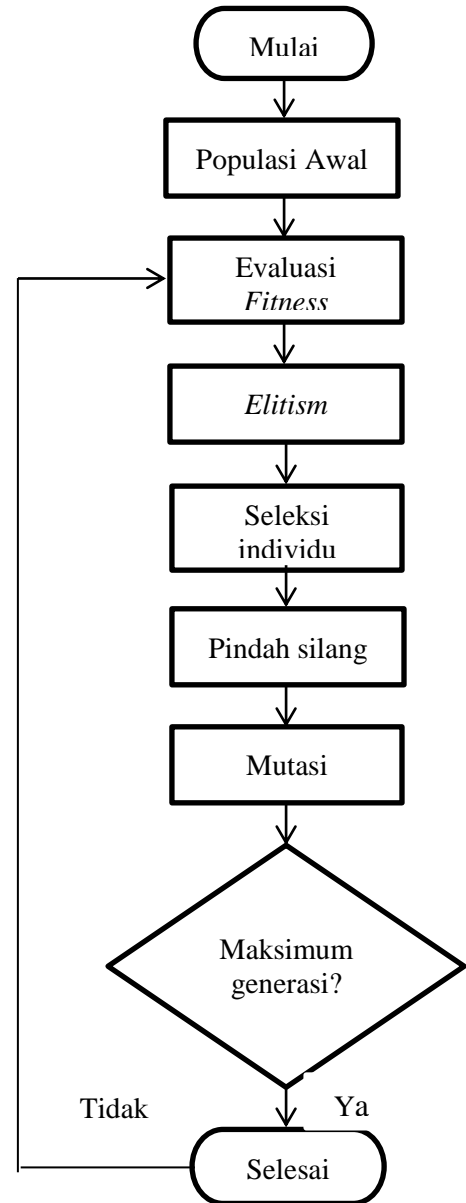 Mulai
Populasi Awal
Evaluasi
Fitness
Elitism
Seleksi
individu
Pindah silang
Mutasi
Maksimum
generasi?
Tidak
Ya
Selesai